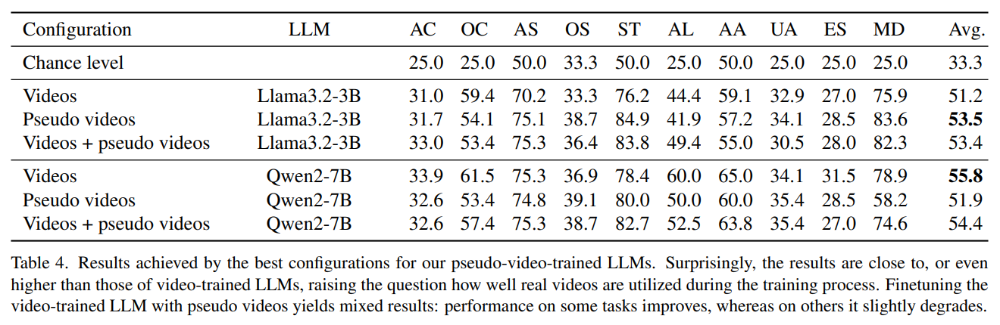 Configuration LLM AC OC AS OS ST AL AA UA ES MD Avg.
Chance level 25.0 25.0 50.0 33.3 50.0 25.0 50.0 25.0 25.0 25.0 33.3
Videos Llama3.2-3B 31.0 59.4 70.2 33.3 76.2 44.4 59.1 32.9 27.0 75.9 51.2
Pseudo videos Llama3.2-3B 31.7 54.1 75.1 38.7 84.9 41.9 57.2 34.1 28.5 83.6 53.5
Videos + pseudo videos Llama3.2-3B 33.0 53.4 75.3 36.4 83.8 49.4 55.0 30.5 28.0 82.3 53.4
Videos Qwen2-7B 33.9 61.5 75.3 36.9 78.4 60.0 65.0 34.1 31.5 78.9 55.8
Pseudo videos Qwen2-7B 32.6 53.4 74.8 39.1 80.0 50.0 60.0 35.4 28.5 58.2 51.9
Videos + pseudo videos Qwen2-7B 32.6 57.4 75.3 38.7 82.7 52.5 63.8 35.4 27.0 74.6 54.4
Table 4. Results achieved by the best configurations for our pseudo-video-trained LLMs. Surprisingly, the results are close to, or even
higher than those of video-trained LLMs, raising the question how well real videos are utilized during the training process. Finetuning the
video-trained LLM with pseudo videos yields mixed results: performance on some tasks improves, whereas on others it slightly degrades.